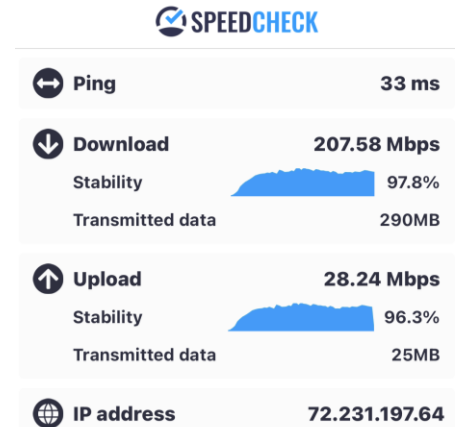 SPEEDCHECK
Ping 33 ms
Download 207.58 Mbps
Stability 97.8%
Transmitted data 290MB
Upload 28.24 Mbps
Stability 96.3%
Transmitted data 25MB
IP address 72.231.197.64